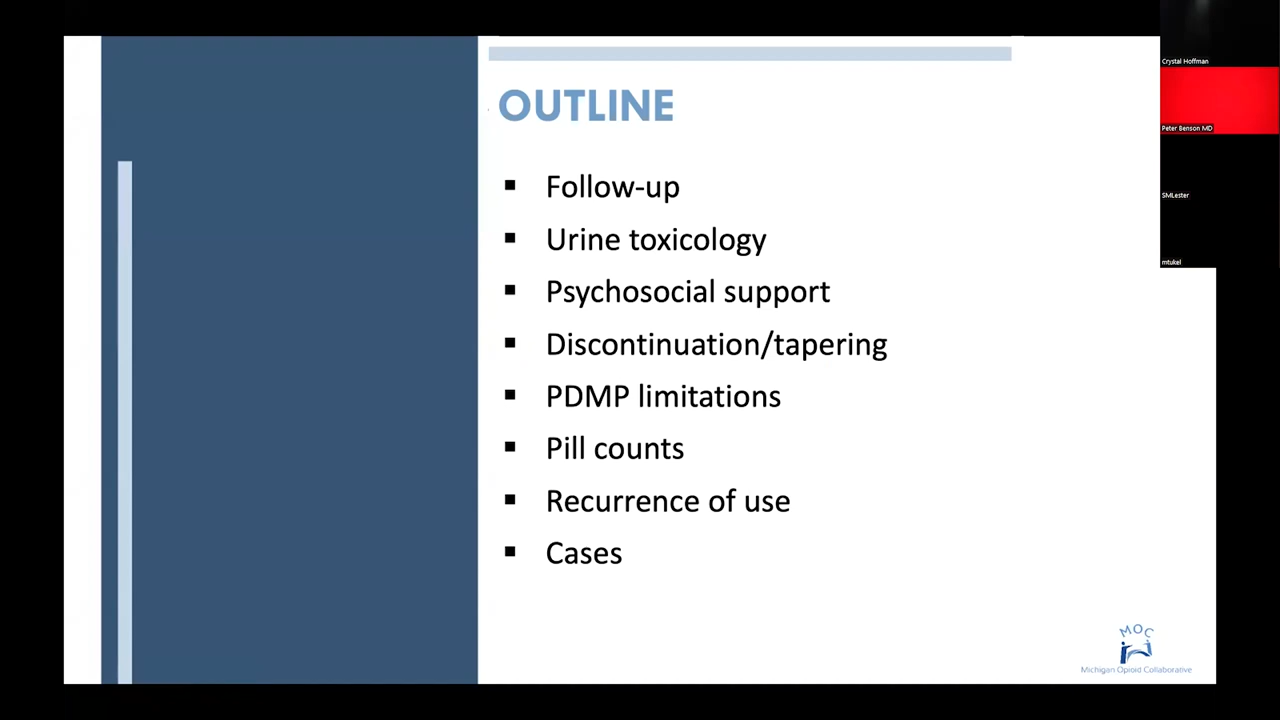 OUTLINE
Follow-up
Urine toxicology
Psychosocial support
Discontinuation/tapering
PDMP limitations
Pill counts
Recurrence of use
Cases
MOC
Michigan Opioid Collaborative
Crystal Hoffman
Peter Benson MD
SMLester
mtukel